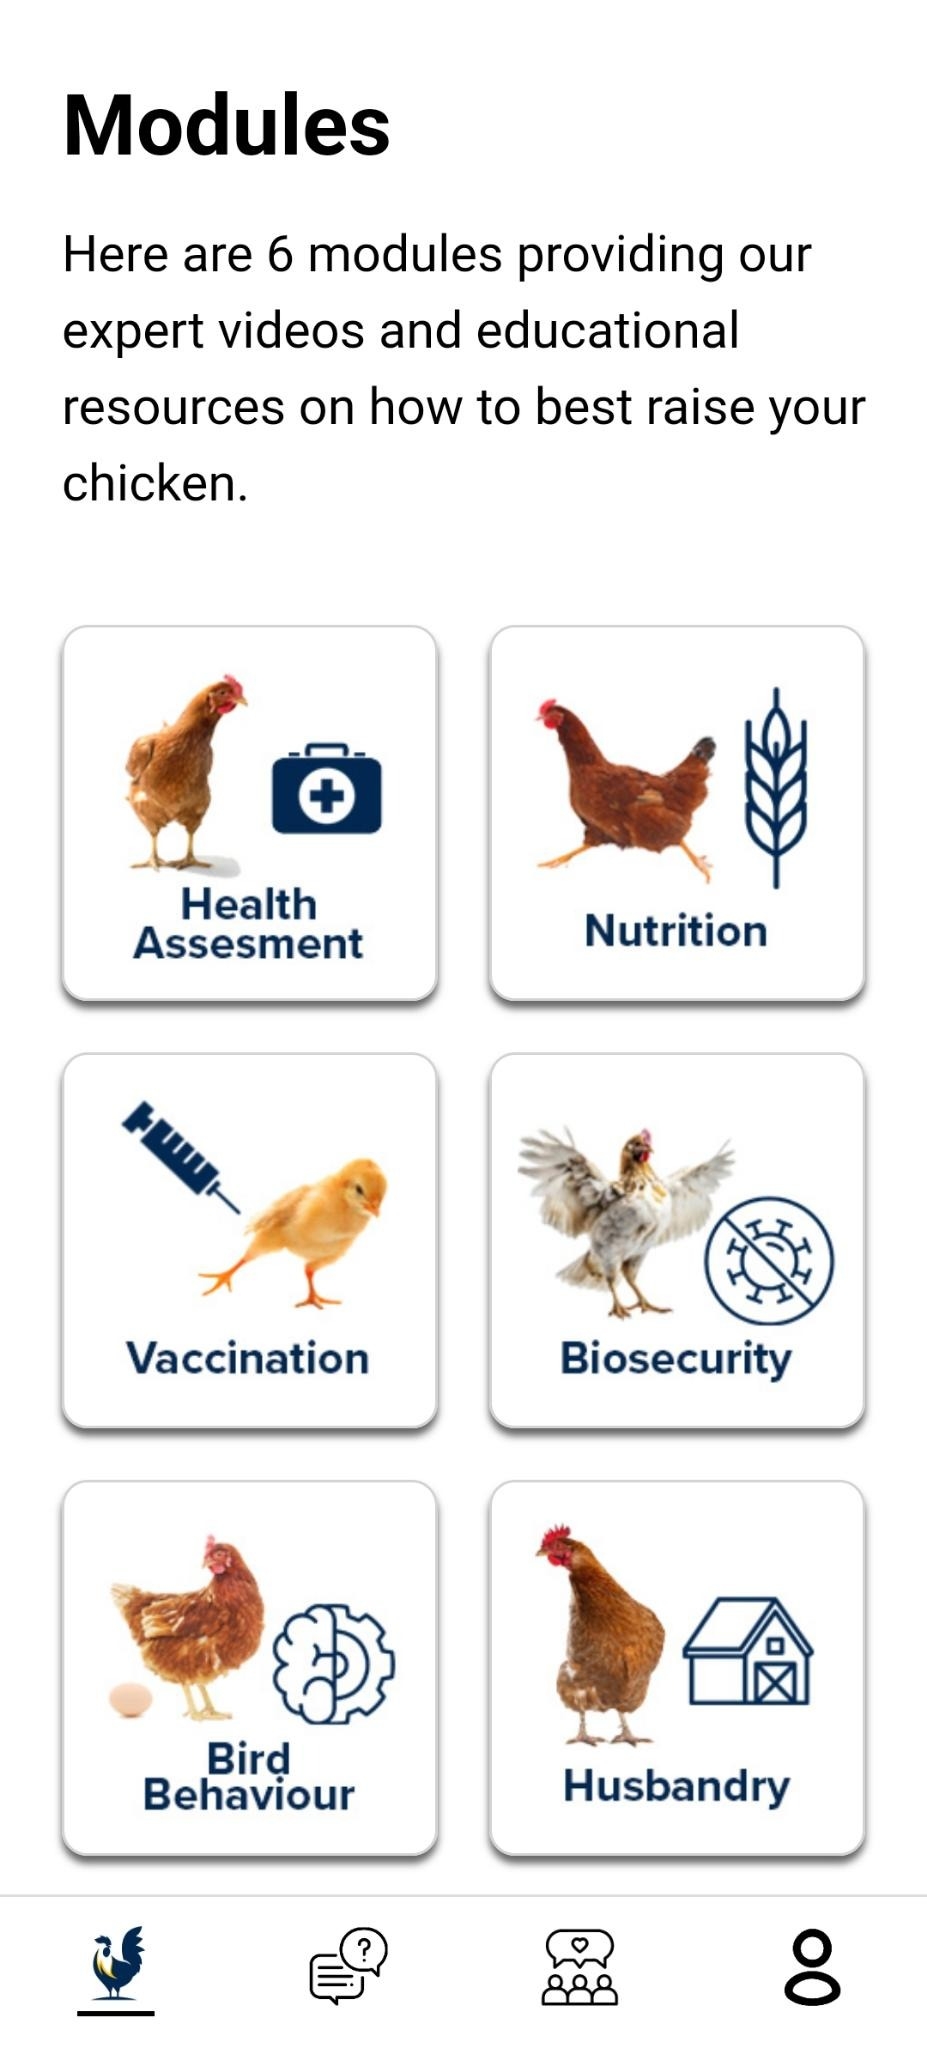 Modules
Here are 6 modules providing our
expert videos and educational
resources on how to best raise your
chicken.
Health
Assesment
Nutrition
Vaccination
Biosecurity
Bird
Behaviour
Husbandry
?